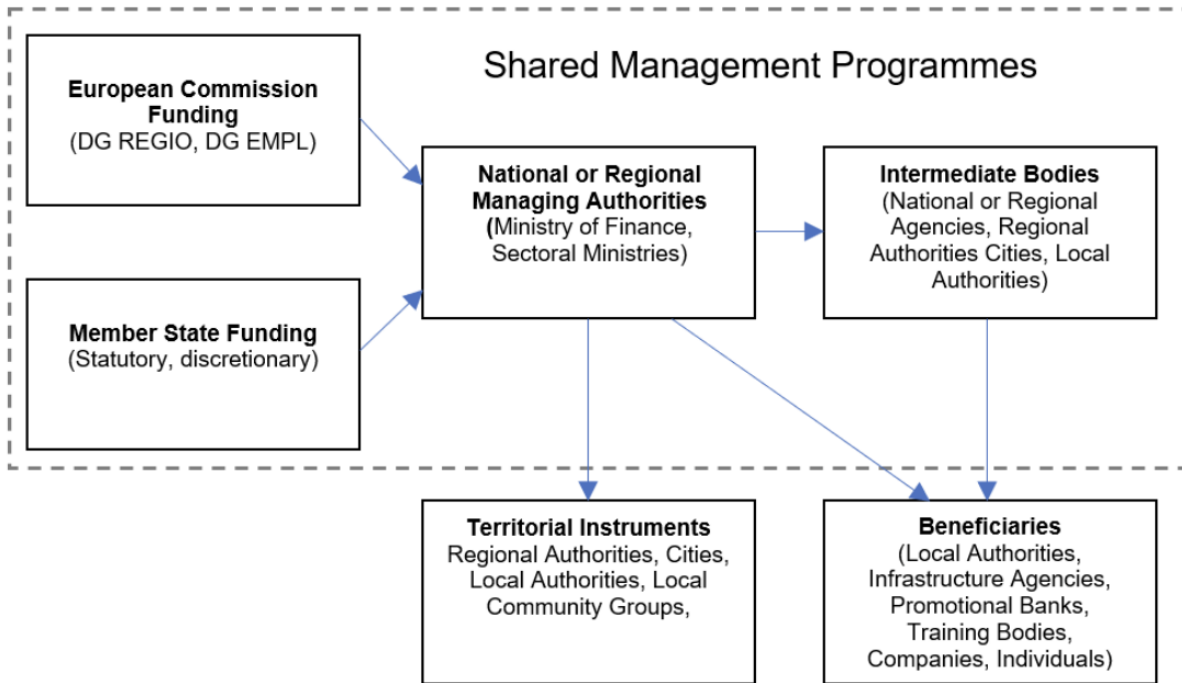 Shared Management Programmes
European Commission
Funding
(DG REGIO, DG EMPL)
National or Regional
Managing Authorities
(Ministry of Finance,
Sectoral Ministries)
Intermediate Bodies
(National or Regional
Agencies, Regional
Authorities Cities, Local
Authorities)
Member State Funding
(Statutory, discretionary)
Territorial Instruments
Regional Authorities, Cities,
Local Authorities, Local
Community Groups,
Beneficiaries
(Local Authorities,
Infrastructure Agencies,
Promotional Banks,
Training Bodies,
Companies, Individuals)